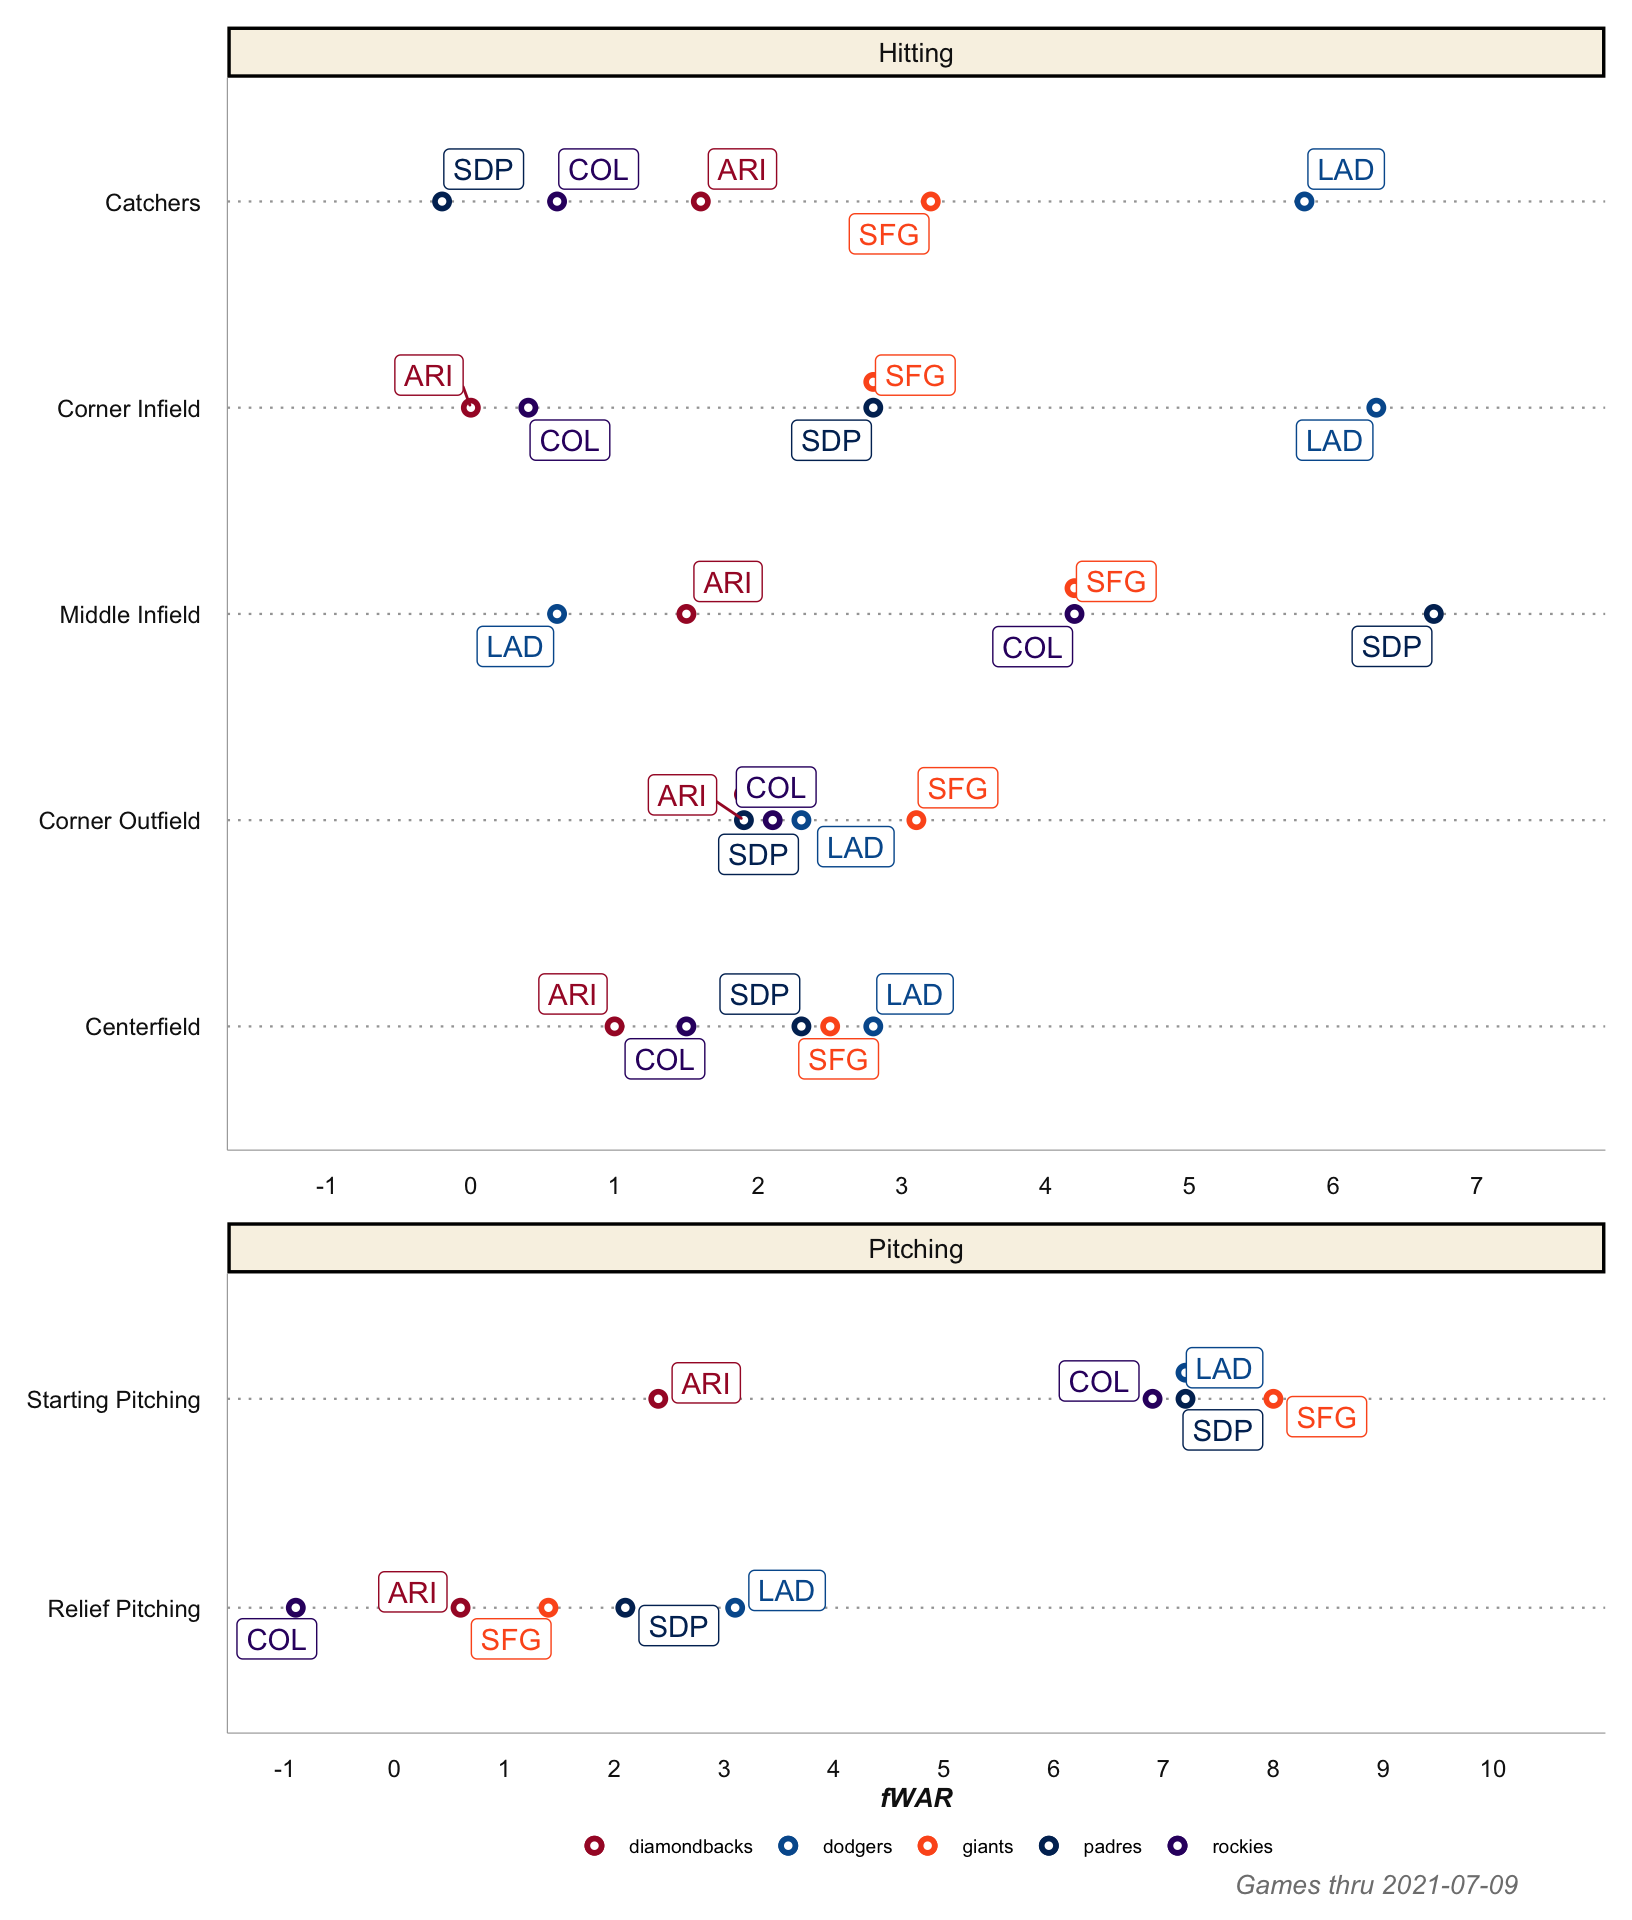 Hitting
SDP COL ARI LAD
Catchers
SFG
ARI SFG
Corner Infield
COL SDP LAD
ARI SFG
Middle Infield
LAD COL SDP
ARI COL SFG
Corner Outfield
SDP LAD
ARI SDP LAD
Centerfield
COL SFG
-1 0 1 2 3 4 5 6 7
Pitching
ARI COL LAD
Starting Pitching
SDP SFG
ARI LAD
Relief Pitching
COL SFG SDP
-1 0 1 2 3 4 5 6 7 8 9 10
fWAR
diamondbacks dodgers giants padres rockies
Games thru 2021-07-09